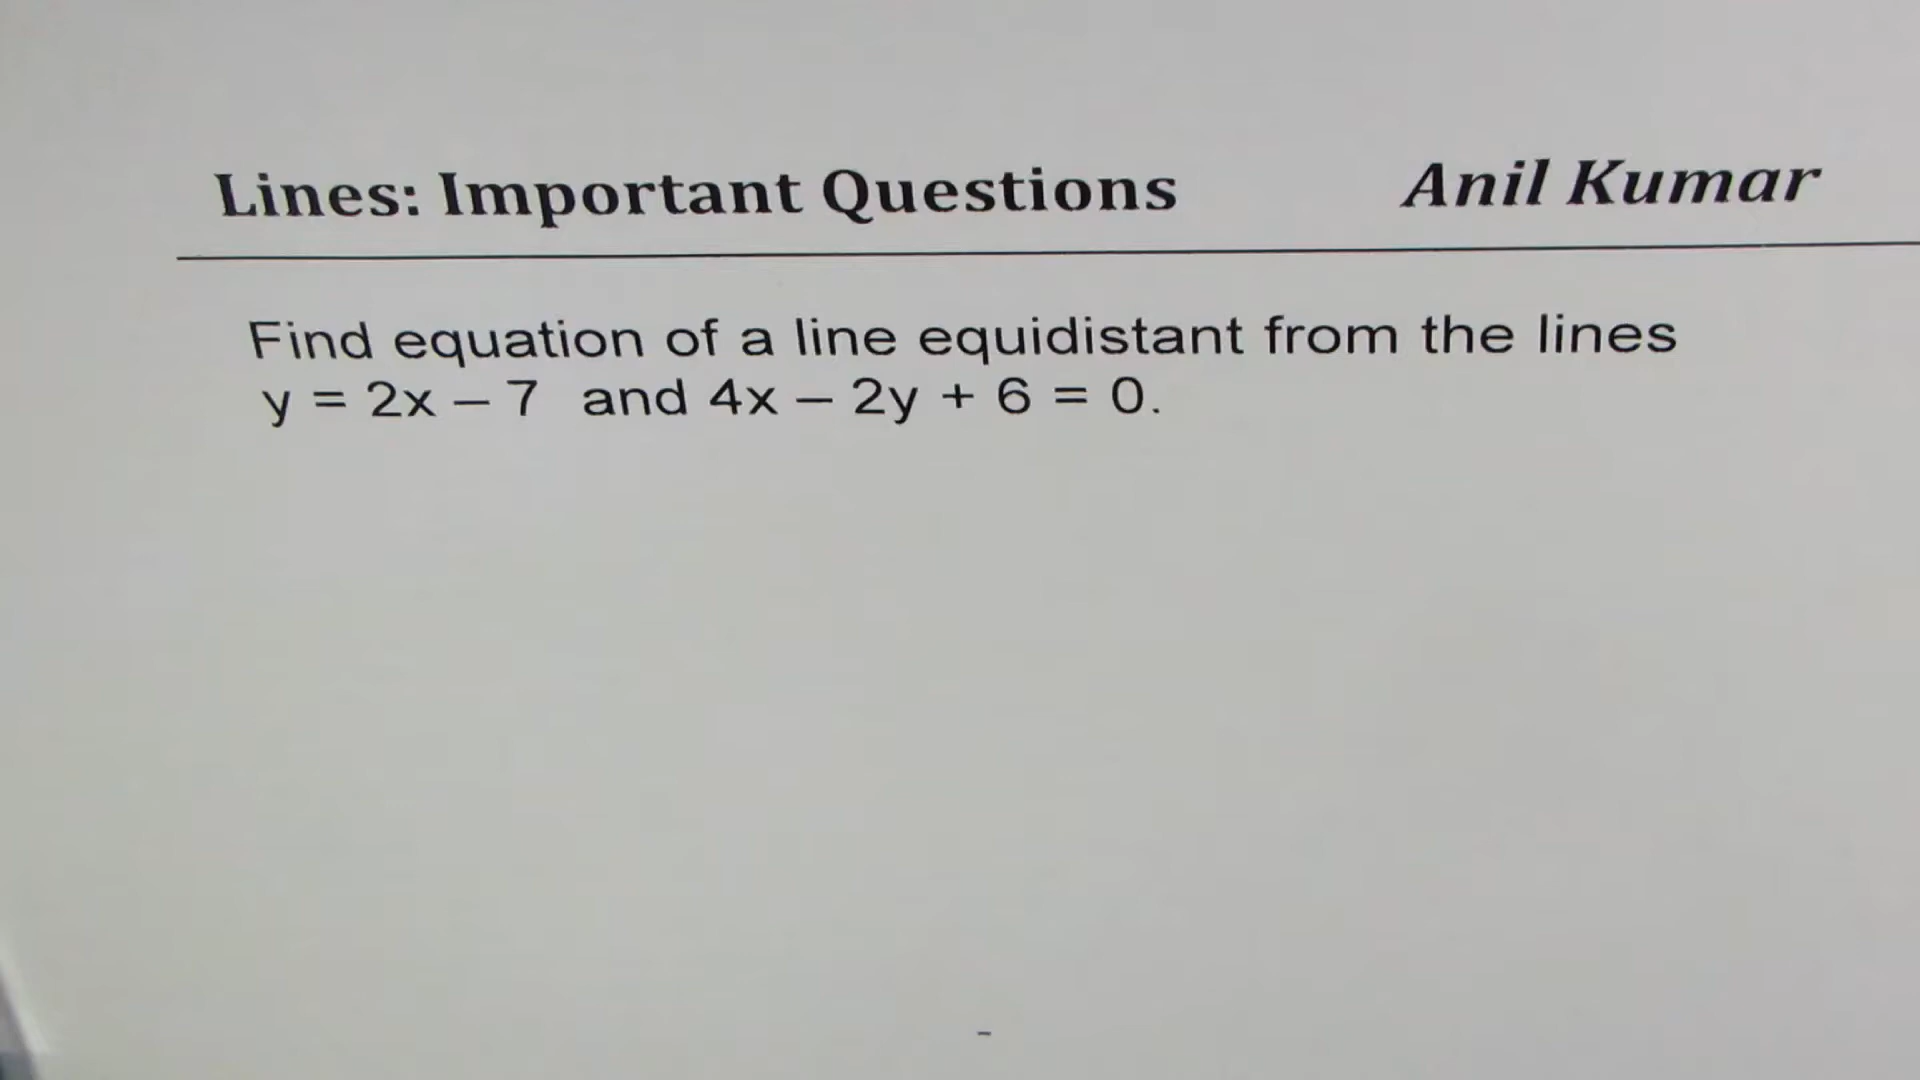 Lines: Important Questions Anil Kumar
Find equation of a line equidistant from the lines
y = 2x – 7 and 4x – 2y + 6 = 0.